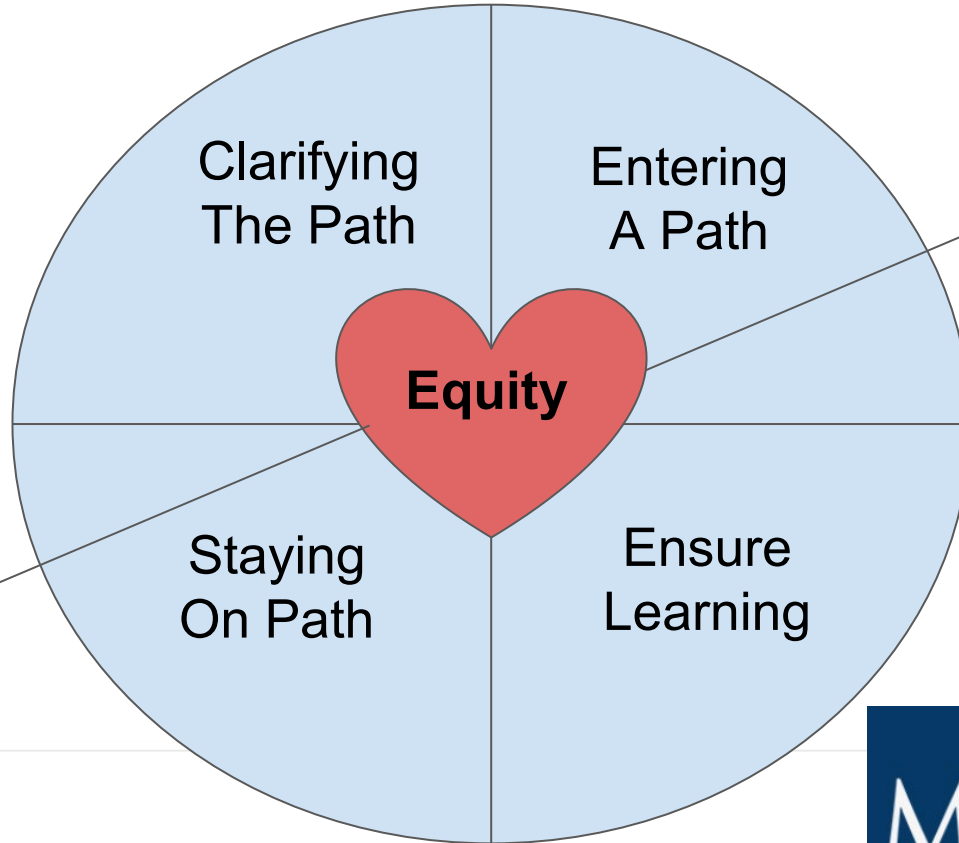 Clarifying
The Path
Entering
A Path
Equity
Staying
On Path
Ensure
Learning
M